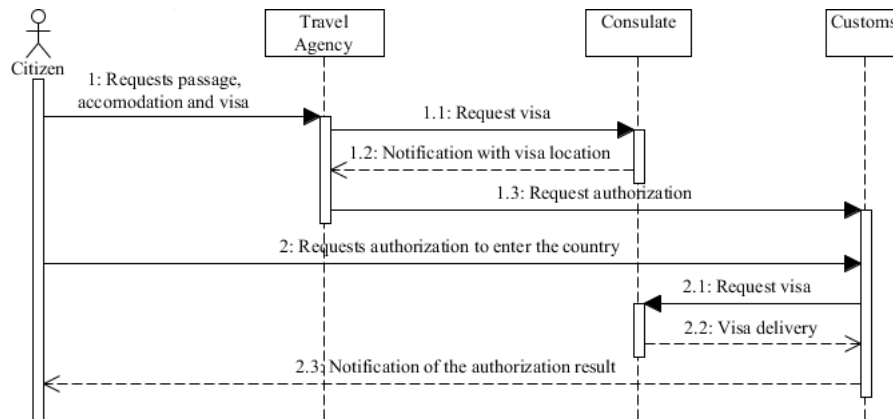 Travel
Agency
Consulate
Customs
Citizen
1: Requests passage,
accomodation and visa
1.1: Request visa
1.2: Notification with visa location
1.3: Request authorization
2: Requests authorization to enter the country
2.1: Request visa
2.2: Visa delivery
2.3: Notification of the authorization result